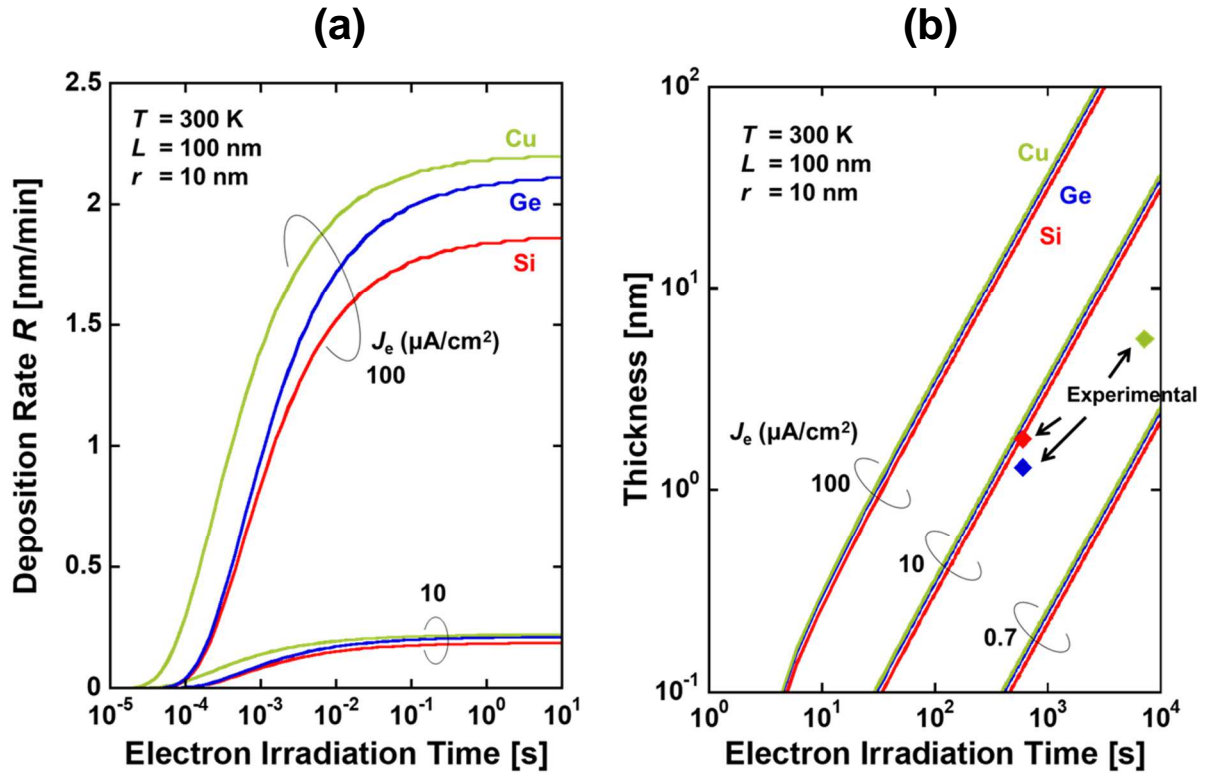 (a)
2.5
2
1.5
1
0.5
0
Deposition Rate R [nm/min]
T = 300 K
L = 100 nm
r = 10 nm
Cu
Ge
Si
Jₑ (µA/cm²)
100
10
10⁻⁵ 10⁻⁴ 10⁻³ 10⁻² 10⁻¹ 10⁰ 10¹
Electron Irradiation Time [s]
(b)
10²
10¹
10⁰
10⁻¹
Thickness [nm]
T = 300 K
L = 100 nm
r = 10 nm
Cu
Ge
Si
Experimental
Jₑ (µA/cm²)
100
10
0.7
10⁰ 10¹ 10² 10³ 10⁴
Electron Irradiation Time [s]